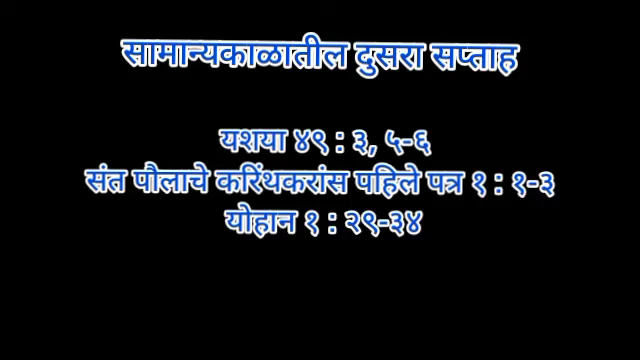 सामान्यकाळातील दुसरा सप्ताह
यशया ४९ : ३, ५-६
संत पौलाचे करिंथकरांस पहिले पत्र १ : १-३
योहान १ : २९-३४